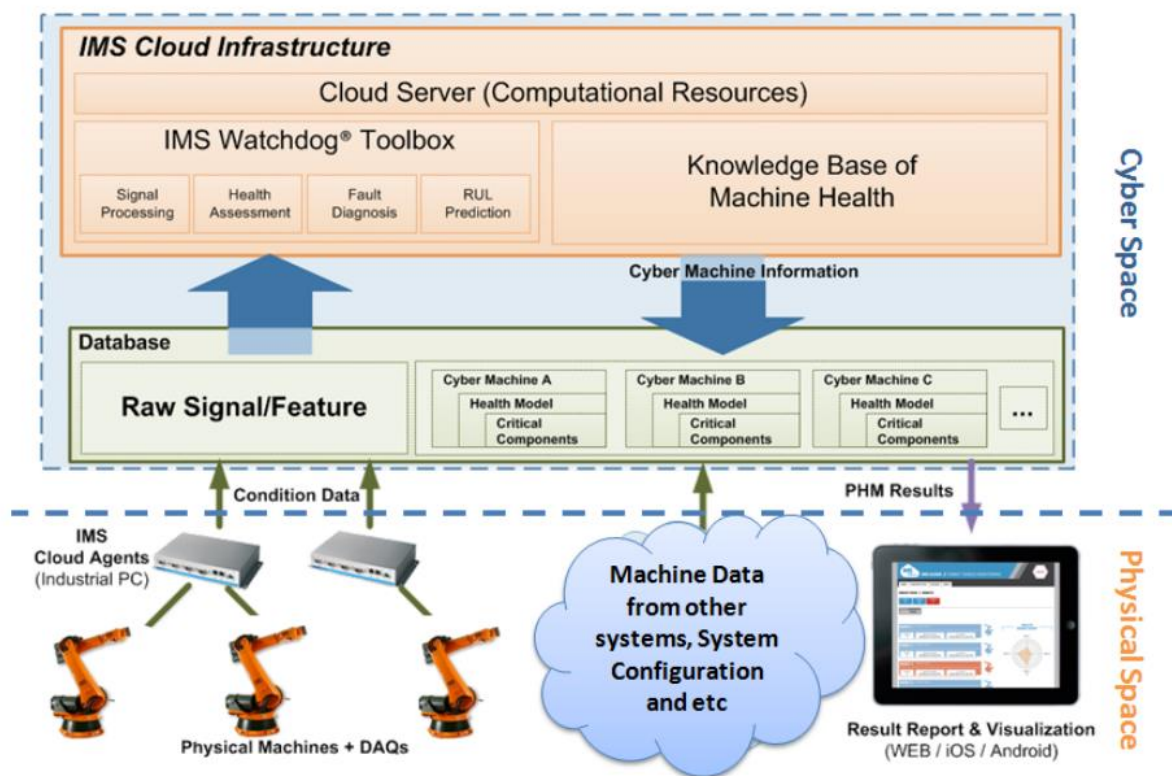 IMS Cloud Infrastructure
Cloud Server (Computational Resources)
IMS Watchdog® Toolbox
Signal
Processing
Health
Assessment
Fault
Diagnosis
RUL
Prediction
Knowledge Base of
Machine Health
Cyber Space
Cyber Machine Information
Database
Raw Signal/Feature
Cyber Machine A
Health Model
Critical
Components
Cyber Machine B
Health Model
Critical
Components
Cyber Machine C
Health Model
Critical
Components
...
Condition Data
PHM Results
IMS
Cloud Agents
(Industrial PC)
Machine Data
from other
systems, System
Configuration
and etc
Physical Space
Physical Machines + DAQs
Result Report & Visualization
(WEB / iOS / Android)